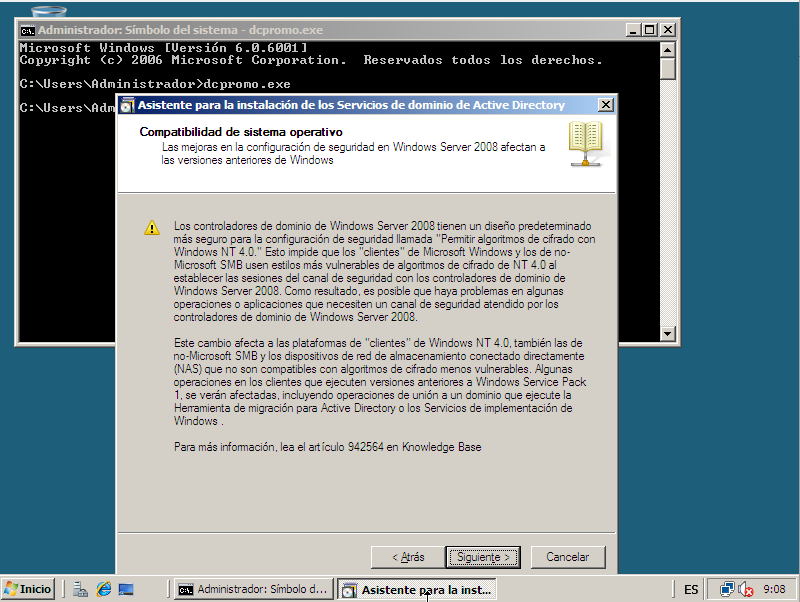 Administrador: Símbolo del sistema - dcpromo.exe
Microsoft Windows [Versión 6.0.6001]
Copyright (c) 2006 Microsoft Corporation.  Reservados todos los derechos.
C:\Users\Administrador>dcpromo.exe
C:\Users\Adm
Asistente para la instalación de los Servicios de dominio de Active Directory
Compatibilidad de sistema operativo
Las mejoras en la configuración de seguridad en Windows Server 2008 afectan a
las versiones anteriores de Windows
Los controladores de dominio de Windows Server 2008 tienen un diseño predeterminado
más seguro para la configuración de seguridad llamada "Permitir algoritmos de cifrado con
Windows NT 4.0." Esto impide que los "clientes" de Microsoft Windows y los de no-
Microsoft SMB usen estilos más vulnerables de algoritmos de cifrado de NT 4.0 al
establecer las sesiones del canal de seguridad con los controladores de dominio de
Windows Server 2008. Como resultado, es posible que haya problemas en algunas
operaciones o aplicaciones que necesiten un canal de seguridad atendido por los
controladores de dominio de Windows Server 2008.
Este cambio afecta a las plataformas de "clientes" de Windows NT 4.0, también las de
no-Microsoft SMB y los dispositivos de red de almacenamiento conectado directamente
(NAS) que no son compatibles con algoritmos de cifrado menos vulnerables. Algunas
operaciones en los clientes que ejecuten versiones anteriores a Windows Service Pack
1, se verán afectadas, incluyendo operaciones de unión a un dominio que ejecute la
Herramienta de migración para Active Directory o los Servicios de implementación de
Windows .
Para más información, lea el artículo 942564 en Knowledge Base
< Atrás
Siguiente >
Cancelar
Inicio
Administrador: Símbolo d...
Asistente para la inst...
ES
9:08